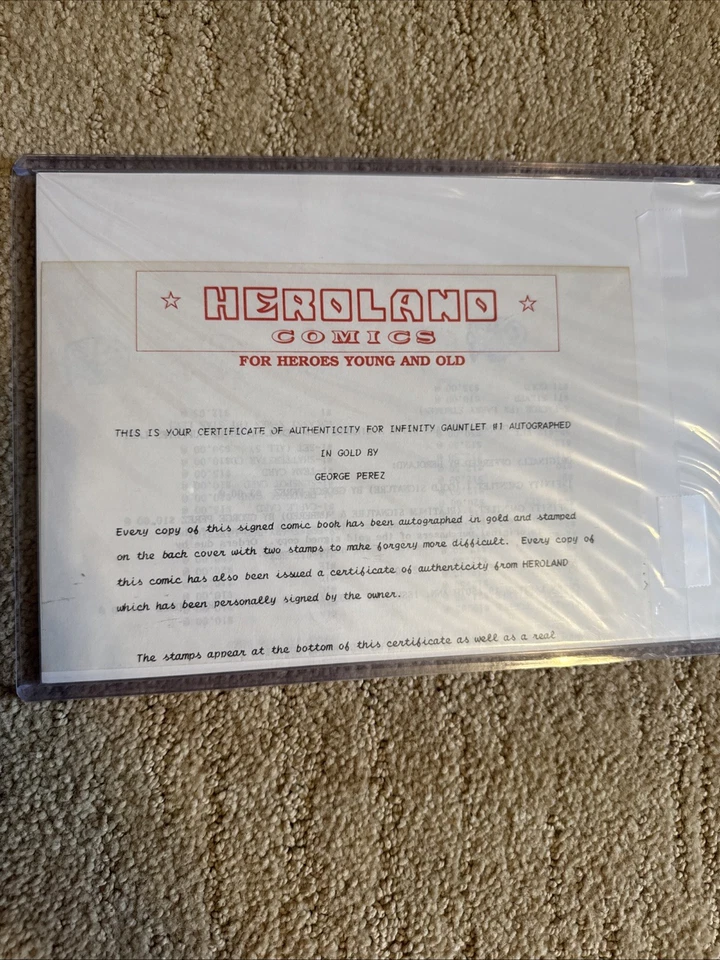 ☆ HEROLAND ☆
COMICS
FOR HEROES YOUNG AND OLD
THIS IS YOUR CERTIFICATE OF AUTHENTICITY FOR INFINITY GAUNTLET #1 AUTOGRAPHED
IN GOLD BY
GEORGE PEREZ
Every copy of this signed comic book has been autographed in gold and stamped
on the back cover with two stamps to make forgery more difficult. Every copy of
this comic has also been issued a certificate of authenticity from HEROLAND
which has been personally signed by the owner.
The stamps appear at the bottom of this certificate as well as a real